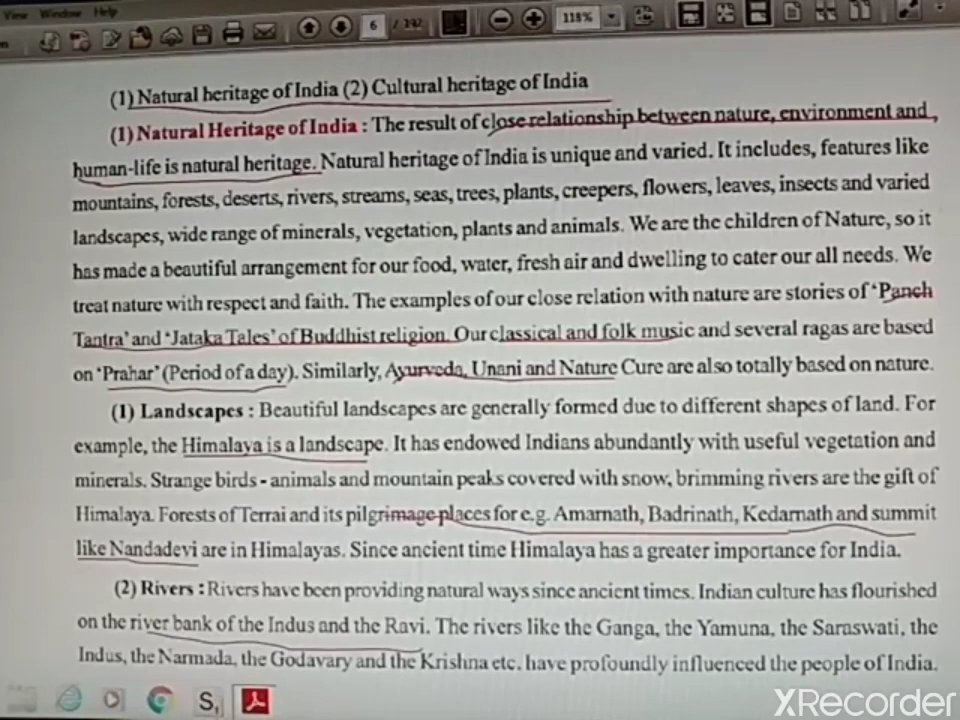 View Window Help
6 / 192 118%
(1) Natural heritage of India (2) Cultural heritage of India
(1) Natural Heritage of India : The result of close relationship between nature, environment and ,
human-life is natural heritage. Natural heritage of India is unique and varied. It includes, features like
mountains, forests, deserts, rivers, streams, seas, trees, plants, creepers, flowers, leaves, insects and varied
landscapes, wide range of minerals, vegetation, plants and animals. We are the children of Nature, so it
has made a beautiful arrangement for our food, water, fresh air and dwelling to cater our all needs. We
treat nature with respect and faith. The examples of our close relation with nature are stories of 'Panch
Tantra' and 'Jataka Tales' of Buddhist religion. Our classical and folk music and several ragas are based
on 'Prahar' (Period of a day). Similarly, Ayurveda, Unani and Nature Cure are also totally based on nature.
(1) Landscapes : Beautiful landscapes are generally formed due to different shapes of land. For
example, the Himalaya is a landscape. It has endowed Indians abundantly with useful vegetation and
minerals. Strange birds - animals and mountain peaks covered with snow, brimming rivers are the gift of
Himalaya. Forests of Terrai and its pilgrimage places for e.g. Amarnath, Badrinath, Kedarnath and summit
like Nandadevi are in Himalayas. Since ancient time Himalaya has a greater importance for India.
(2) Rivers : Rivers have been providing natural ways since ancient times. Indian culture has flourished
on the river bank of the Indus and the Ravi. The rivers like the Ganga, the Yamuna, the Saraswati, the
Indus, the Narmada, the Godavary and the Krishna etc. have profoundly influenced the people of India.
XRecorder